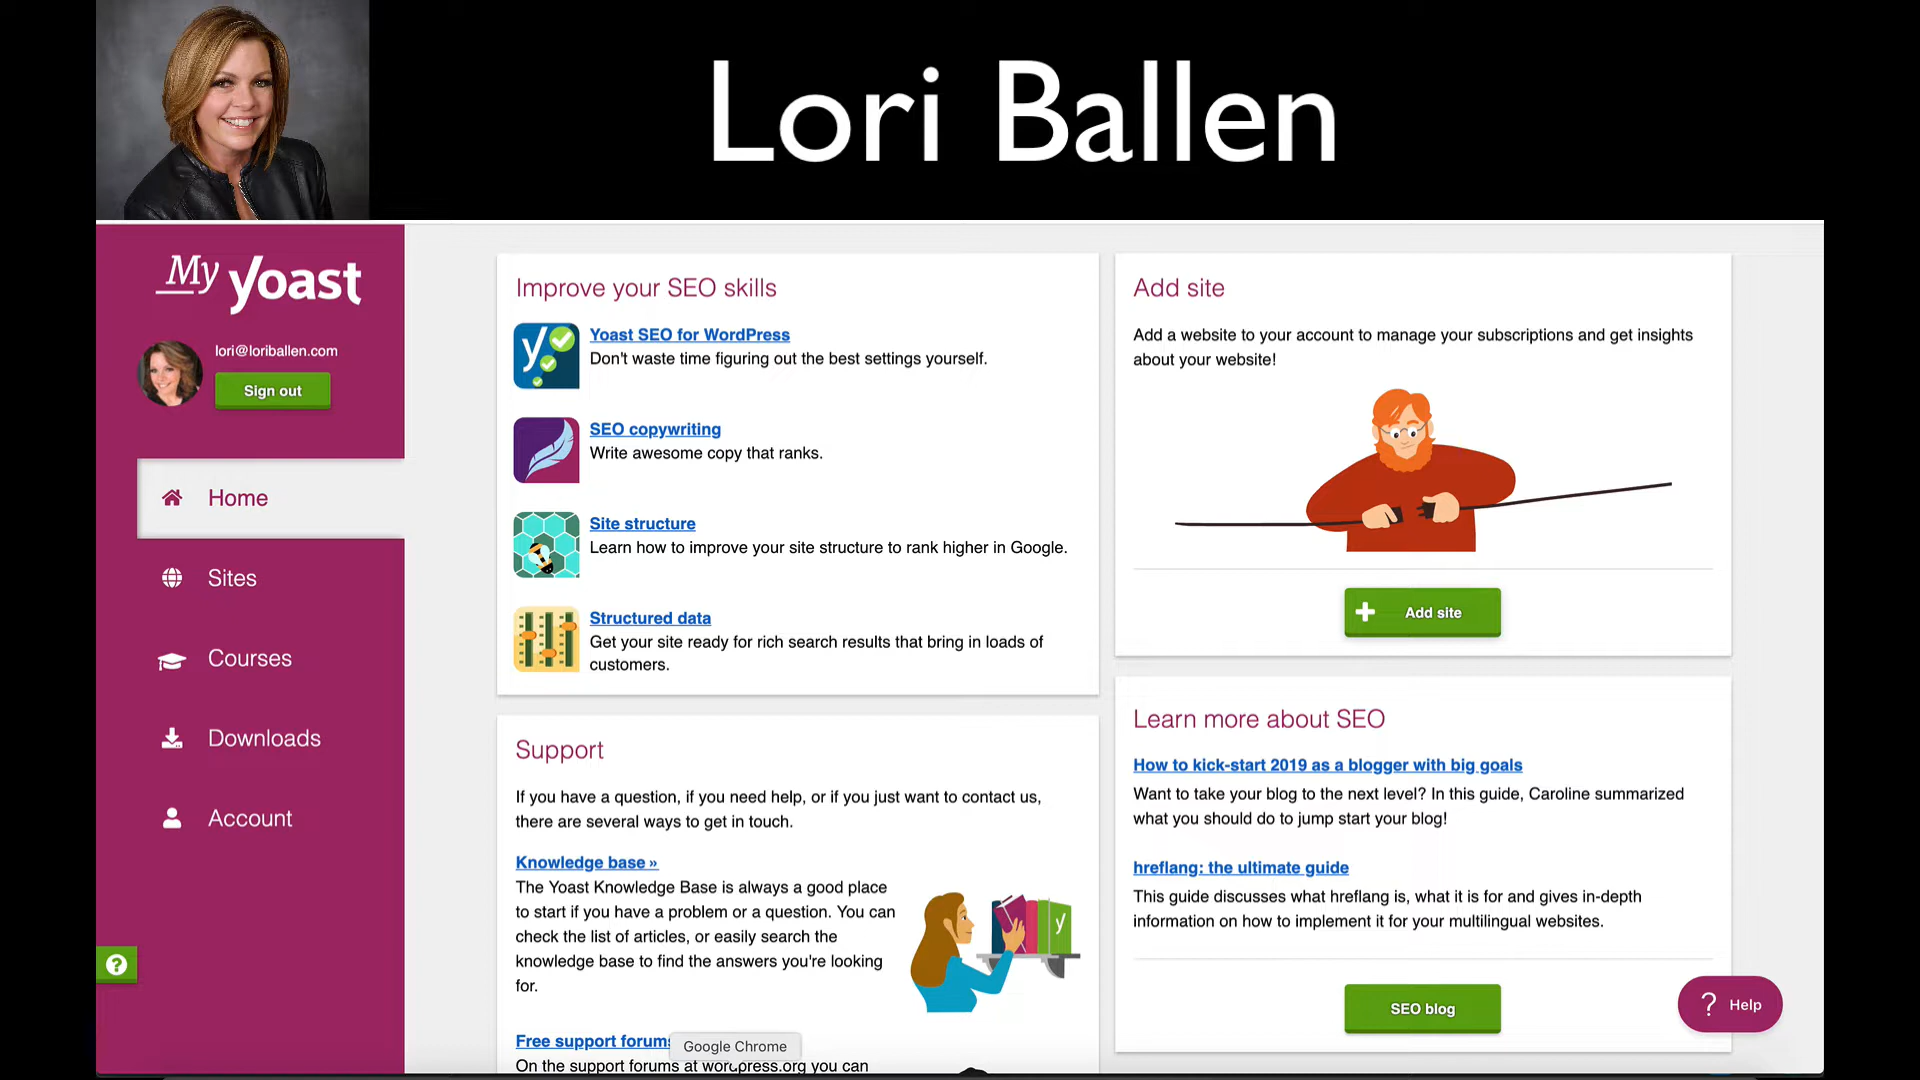 Lori Ballen
My yoast
lori@loriballen.com
Sign out
Home
Sites
Courses
Downloads
Account
Improve your SEO skills
Yoast SEO for WordPress
Don't waste time figuring out the best settings yourself.
SEO copywriting
Write awesome copy that ranks.
Site structure
Learn how to improve your site structure to rank higher in Google.
Structured data
Get your site ready for rich search results that bring in loads of
customers.
Support
If you have a question, if you need help, or if you just want to contact us,
there are several ways to get in touch.
Knowledge base »
The Yoast Knowledge Base is always a good place
to start if you have a problem or a question. You can
check the list of articles, or easily search the
knowledge base to find the answers you're looking
for.
Free support forums
Google Chrome
On the support forums at wordpress.org you can
Add site
Add a website to your account to manage your subscriptions and get insights
about your website!
Add site
Learn more about SEO
How to kick-start 2019 as a blogger with big goals
Want to take your blog to the next level? In this guide, Caroline summarized
what you should do to jump start your blog!
hreflang: the ultimate guide
This guide discusses what hreflang is, what it is for and gives in-depth
information on how to implement it for your multilingual websites.
SEO blog
? Help